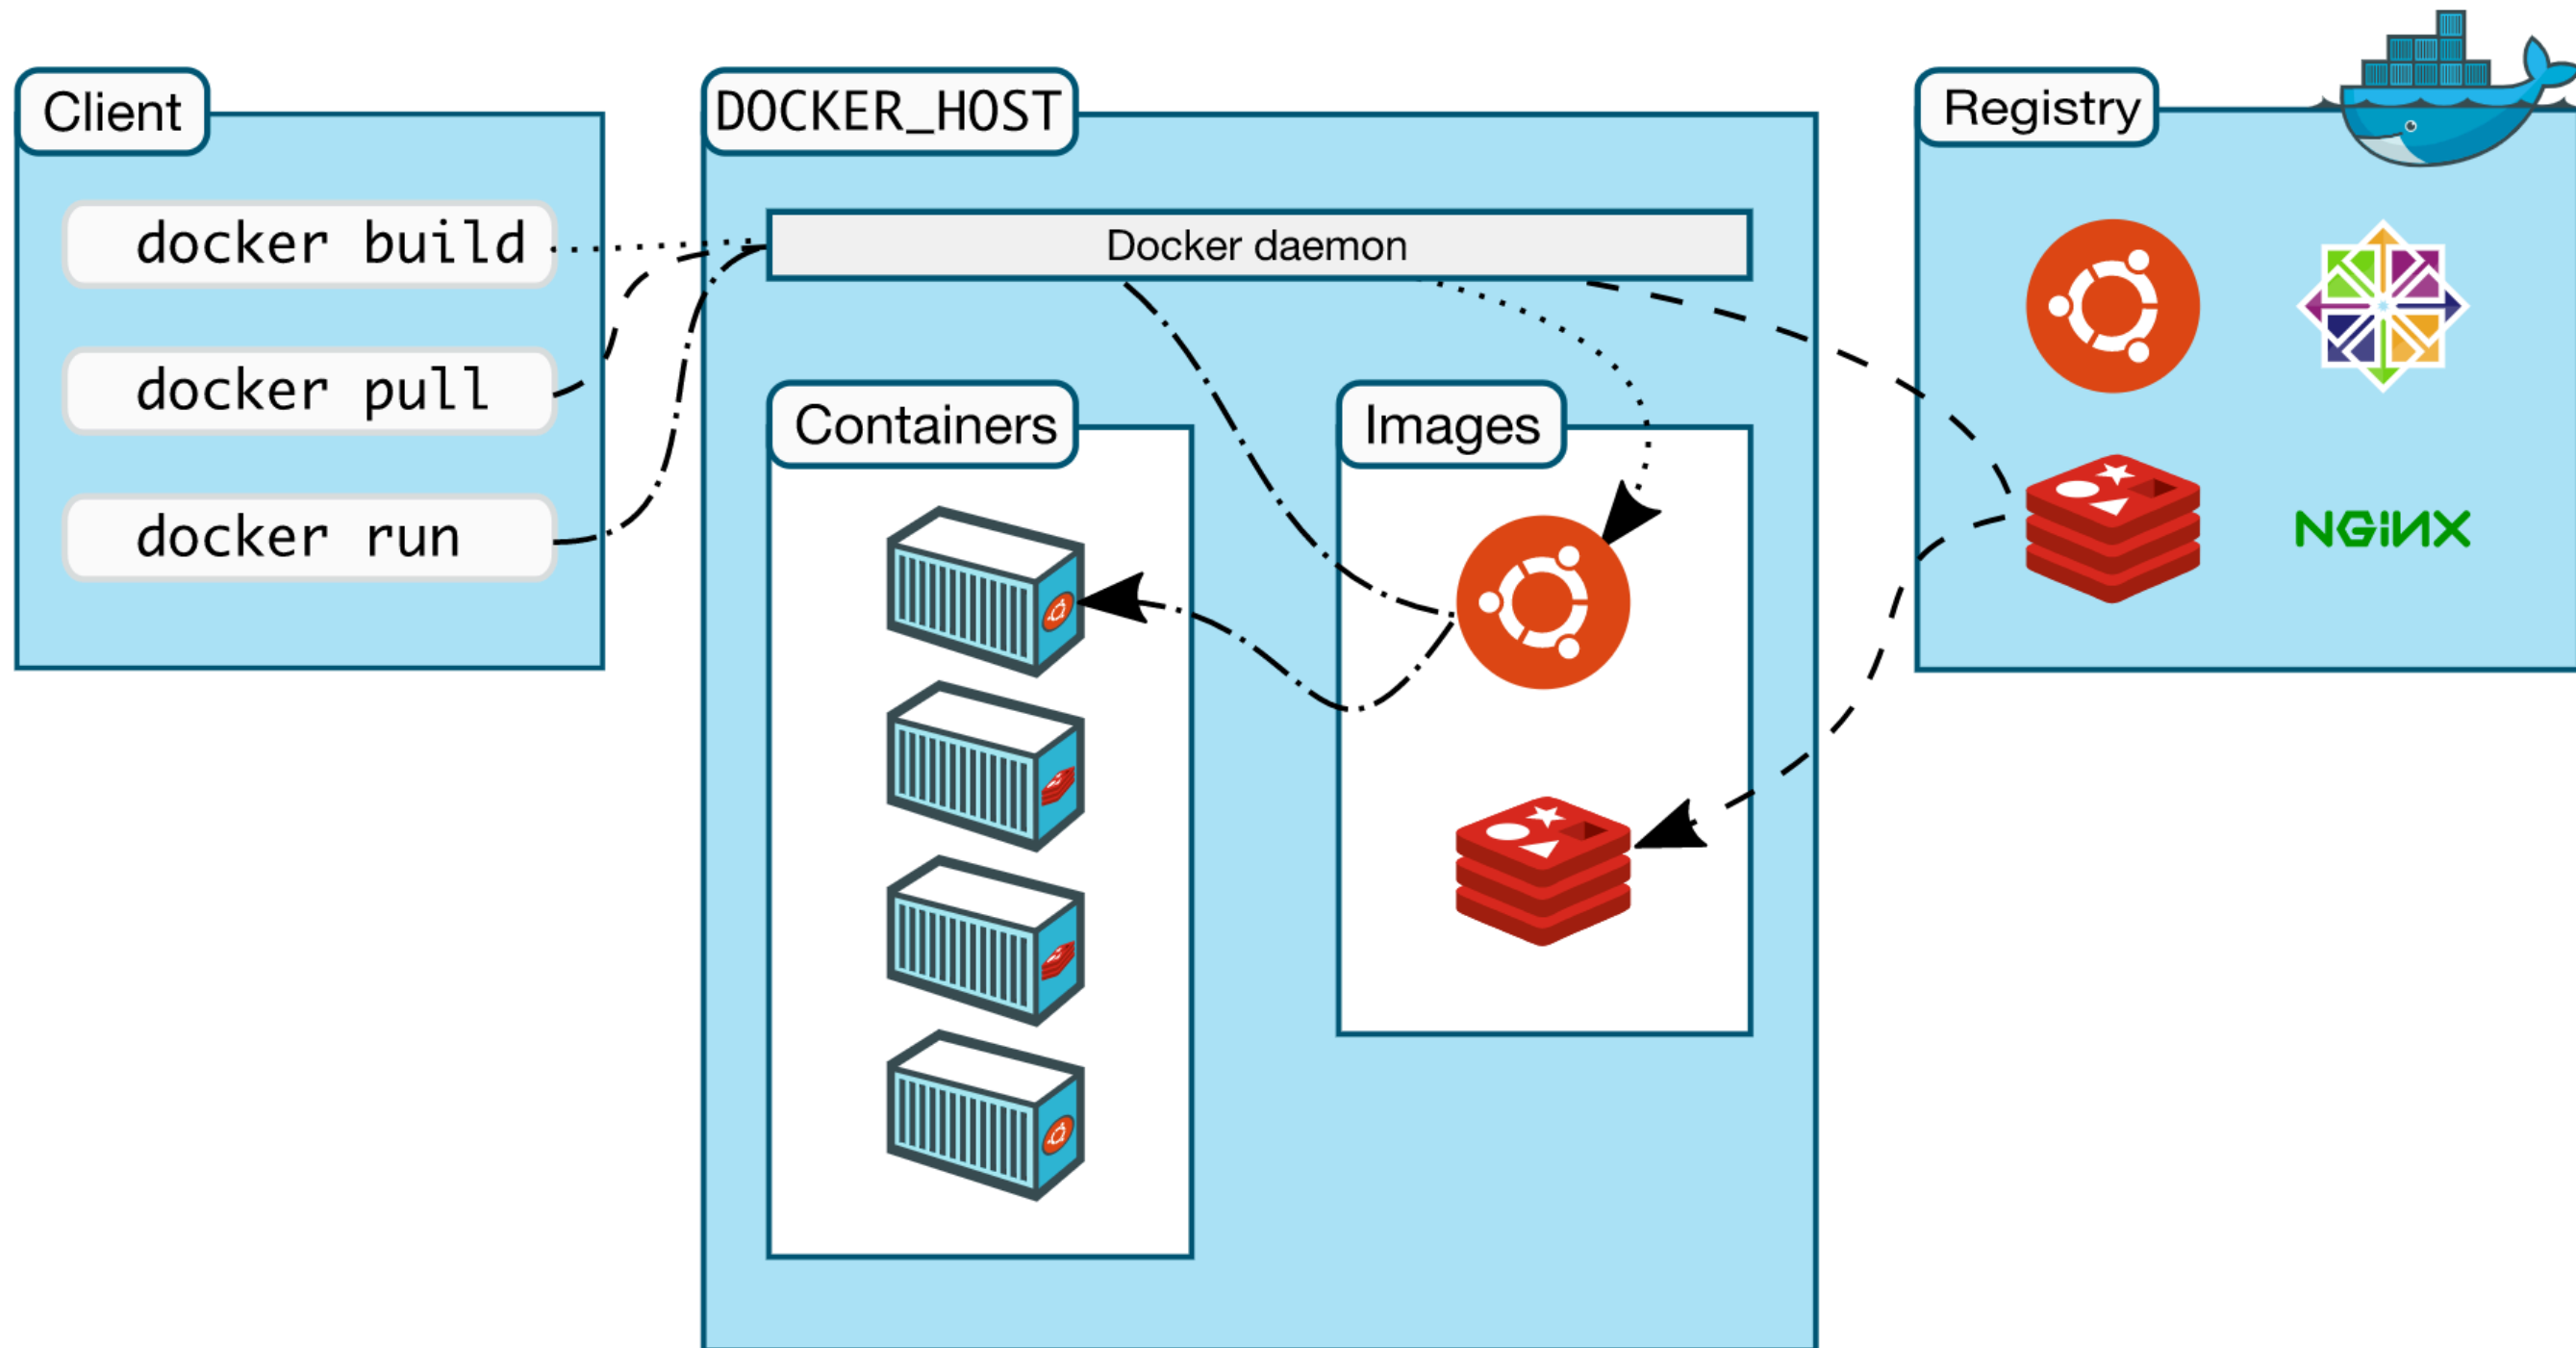 Client
docker build
docker pull
docker run
DOCKER_HOST
Docker daemon
Containers
Images
Registry
NGiNX